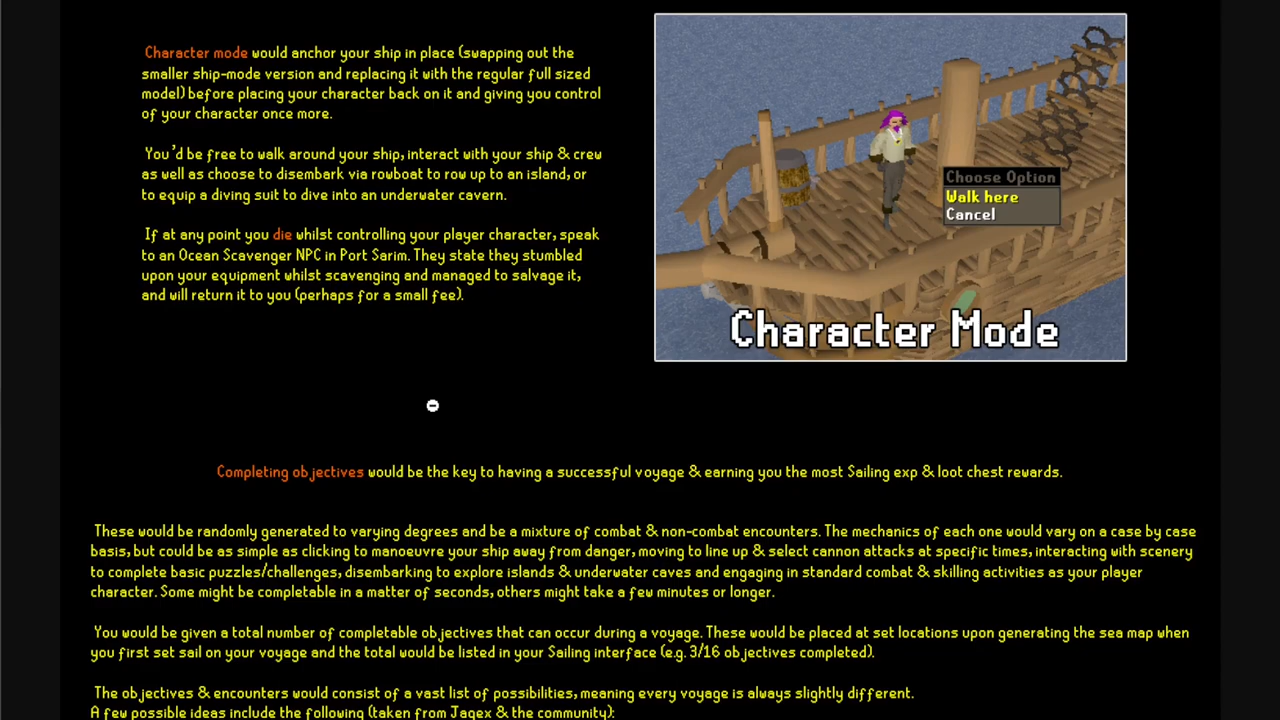 Character mode would anchor your ship in place (swapping out the
smaller ship-mode version and replacing it with the regular full sized
model) before placing your character back on it and giving you control
of your character once more.
You'd be free to walk around your ship, interact with your ship & crew
as well as choose to disembark via rowboat to row up to an island, or
to equip a diving suit to dive into an underwater cavern.
If at any point you die whilst controlling your player character, speak
to an Ocean Scavenger NPC in Port Sarim. They state they stumbled
upon your equipment whilst scavenging and managed to salvage it,
and will return it to you (perhaps for a small fee).
Choose Option
Walk here
Cancel
Character Mode
Completing objectives would be the key to having a successful voyage & earning you the most Sailing exp & loot chest rewards.
These would be randomly generated to varying degrees and be a mixture of combat & non-combat encounters. The mechanics of each one would vary on a case by case
basis, but could be as simple as clicking to manoeuvre your ship away from danger, moving to line up & select cannon attacks at specific times, interacting with scenery
to complete basic puzzles/challenges, disembarking to explore islands & underwater caves and engaging in standard combat & skilling activities as your player
character. Some might be completable in a matter of seconds, others might take a few minutes or longer.
You would be given a total number of completable objectives that can occur during a voyage. These would be placed at set locations upon generating the sea map when
you first set sail on your voyage and the total would be listed in your Sailing interface (e.g. 3/16 objectives completed).
The objectives & encounters would consist of a vast list of possibilities, meaning every voyage is always slightly different.
A few possible ideas include the following (taken from Jagex & the community):